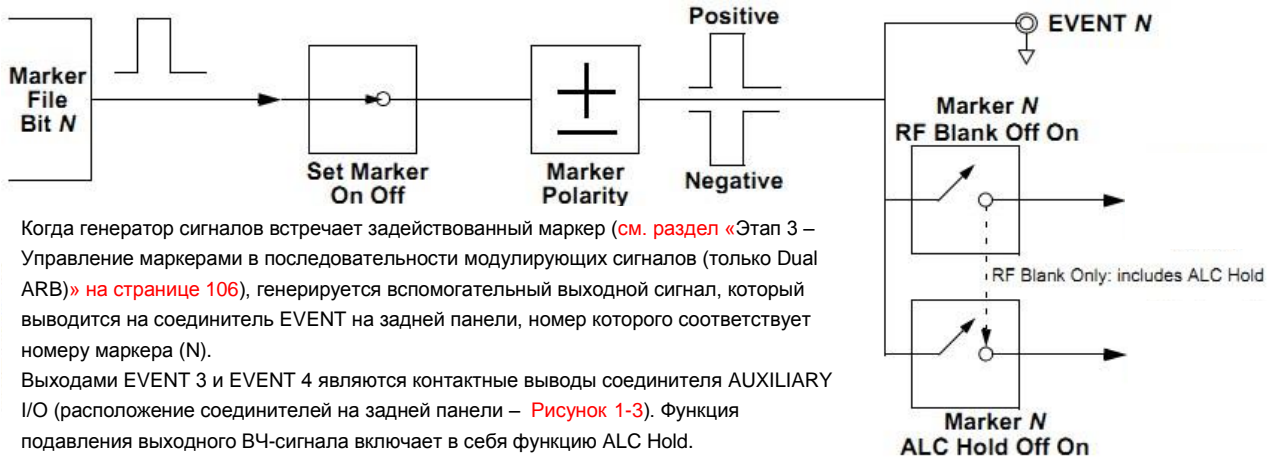 Positive
EVENT N
Marker
File
Bit N
Set Marker
On Off
Marker
Polarity
Negative
Marker N
RF Blank Off On
RF Blank Only: includes ALC Hold
Marker N
ALC Hold Off On
Когда генератор сигналов встречает задействованный маркер (см. раздел «Этап 3 –
Управление маркерами в последовательности модулирующих сигналов (только Dual
ARB)» на странице 106), генерируется вспомогательный выходной сигнал, который
выводится на соединитель EVENT на задней панели, номер которого соответствует
номеру маркера (N).
Выходами EVENT 3 и EVENT 4 являются контактные выводы соединителя AUXILIARY
I/O (расположение соединителей на задней панели – Рисунок 1-3). Функция
подавления выходного ВЧ-сигнала включает в себя функцию ALC Hold.